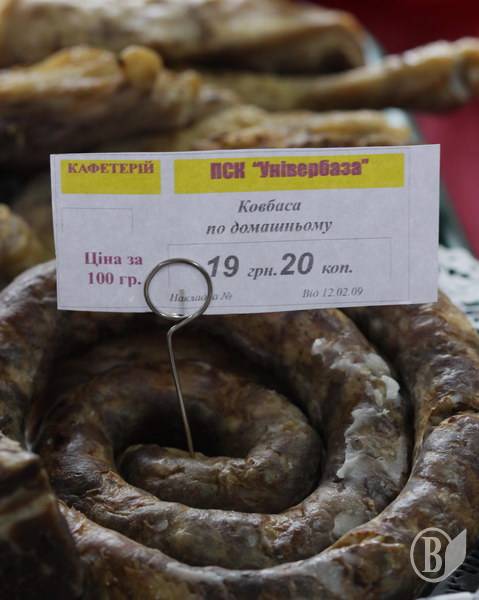 КАФЕТЕРІЙ
ПСК "Універбаза"
Ковбаса
по домашньому
Ціна за
100 гр.
19 грн. 20 коп.
Накладна № Від 12.02.09
B